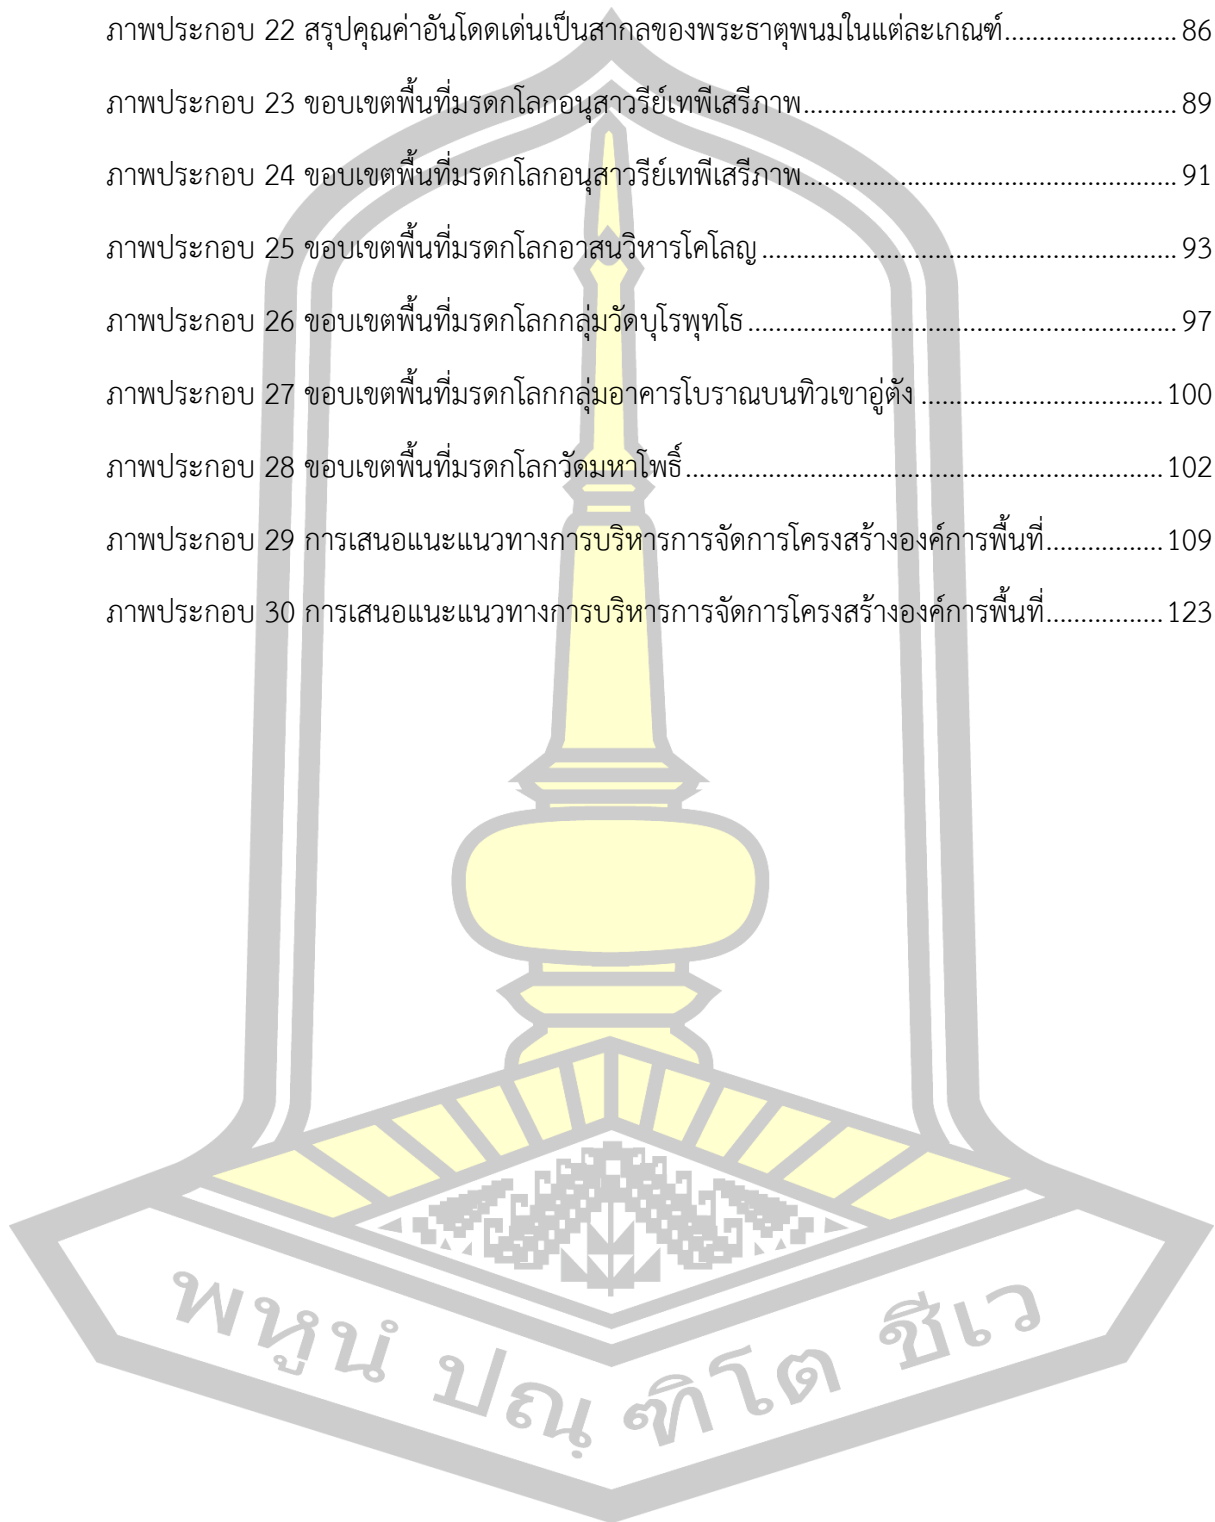 ภาพประกอบ 22 สรุปคุณค่าอันโดดเด่นเป็นสากลของพระธาตุพนมในแต่ละเกณฑ์......................... 86
ภาพประกอบ 23 ขอบเขตพื้นที่มรดกโลกอนุสาวรีย์เทพีเสรีภาพ...................................................... 89
ภาพประกอบ 24 ขอบเขตพื้นที่มรดกโลกอนุสาวรีย์เทพีเสรีภาพ...................................................... 91
ภาพประกอบ 25 ขอบเขตพื้นที่มรดกโลกอาสนวิหารโคโลญ ............................................................ 93
ภาพประกอบ 26 ขอบเขตพื้นที่มรดกโลกกลุ่มวัดบุโรพุทโธ .............................................................. 97
ภาพประกอบ 27 ขอบเขตพื้นที่มรดกโลกกลุ่มอาคารโบราณบนทิวเขาอู่ตัง ................................... 100
ภาพประกอบ 28 ขอบเขตพื้นที่มรดกโลกวัดมหาโพธิ์...................................................................... 102
ภาพประกอบ 29 การเสนอแนะแนวทางการบริหารการจัดการโครงสร้างองค์การพื้นที่................. 109
ภาพประกอบ 30 การเสนอแนะแนวทางการบริหารการจัดการโครงสร้างองค์การพื้นที่................. 123
พหูนํ ปณฺฑิโต ชีเว